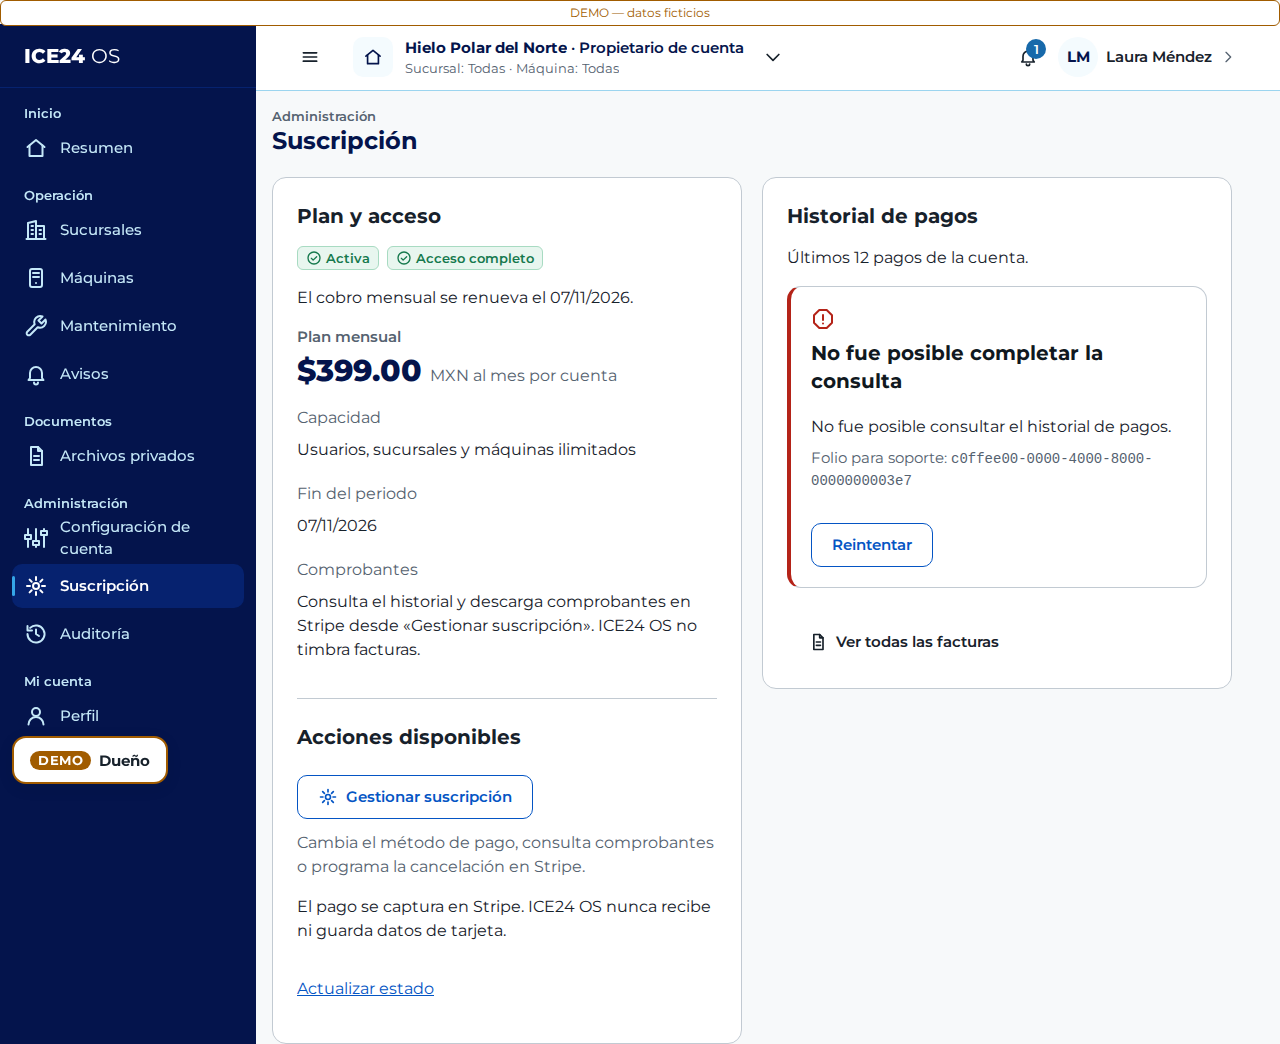 DEMO — datos ficticios
ICE24 OS
Inicio
Resumen
Operación
Sucursales
Máquinas
Mantenimiento
Avisos
Documentos
Archivos privados
Administración
Configuración de
cuenta
Suscripción
Auditoría
Mi cuenta
Perfil
DEMO Dueño
Hielo Polar del Norte · Propietario de cuenta
Sucursal: Todas · Máquina: Todas
1
LM Laura Méndez
Administración
Suscripción
Plan y acceso
Activa
Acceso completo
El cobro mensual se renueva el 07/11/2026.
Plan mensual
$399.00 MXN al mes por cuenta
Capacidad
Usuarios, sucursales y máquinas ilimitados
Fin del periodo
07/11/2026
Comprobantes
Consulta el historial y descarga comprobantes en
Stripe desde «Gestionar suscripción». ICE24 OS no
timbra facturas.
Acciones disponibles
Gestionar suscripción
Cambia el método de pago, consulta comprobantes
o programa la cancelación en Stripe.
El pago se captura en Stripe. ICE24 OS nunca recibe
ni guarda datos de tarjeta.
Actualizar estado
Historial de pagos
Últimos 12 pagos de la cuenta.
No fue posible completar la
consulta
No fue posible consultar el historial de pagos.
Folio para soporte: c0ffee00-0000-4000-8000-
0000000003e7
Reintentar
Ver todas las facturas